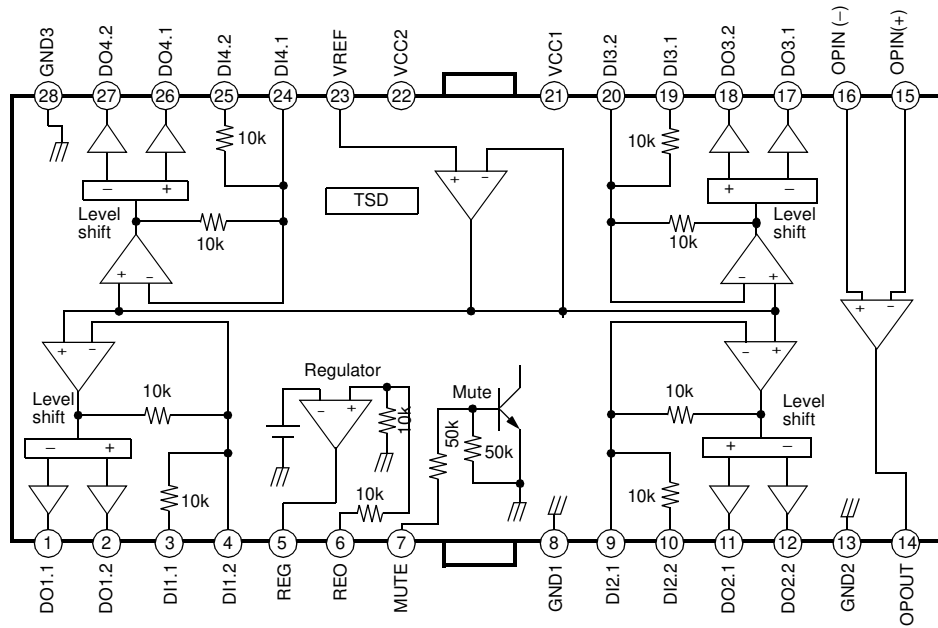 GND3
DO4.2
DO4.1
DI4.2
DI4.1
VREF
VCC2
VCC1
DI3.2
DI3.1
DO3.2
DO3.1
OPIN (−)
OPIN(+)
28
27
26
25
24
23
22
21
20
19
18
17
16
15
10k
10k
− +
TSD
+ −
+ −
Level
shift
10k
10k
Level
shift
+ −
− +
+ −
+ −
− +
Regulator
Level
shift
10k
− +
10k
Mute
50k
50k
10k
Level
shift
− +
+ −
10k
10k
10k
1
2
3
4
5
6
7
8
9
10
11
12
13
14
DO1.1
DO1.2
DI1.1
DI1.2
REG
REO
MUTE
GND1
DI2.1
DI2.2
DO2.1
DO2.2
GND2
OPOUT